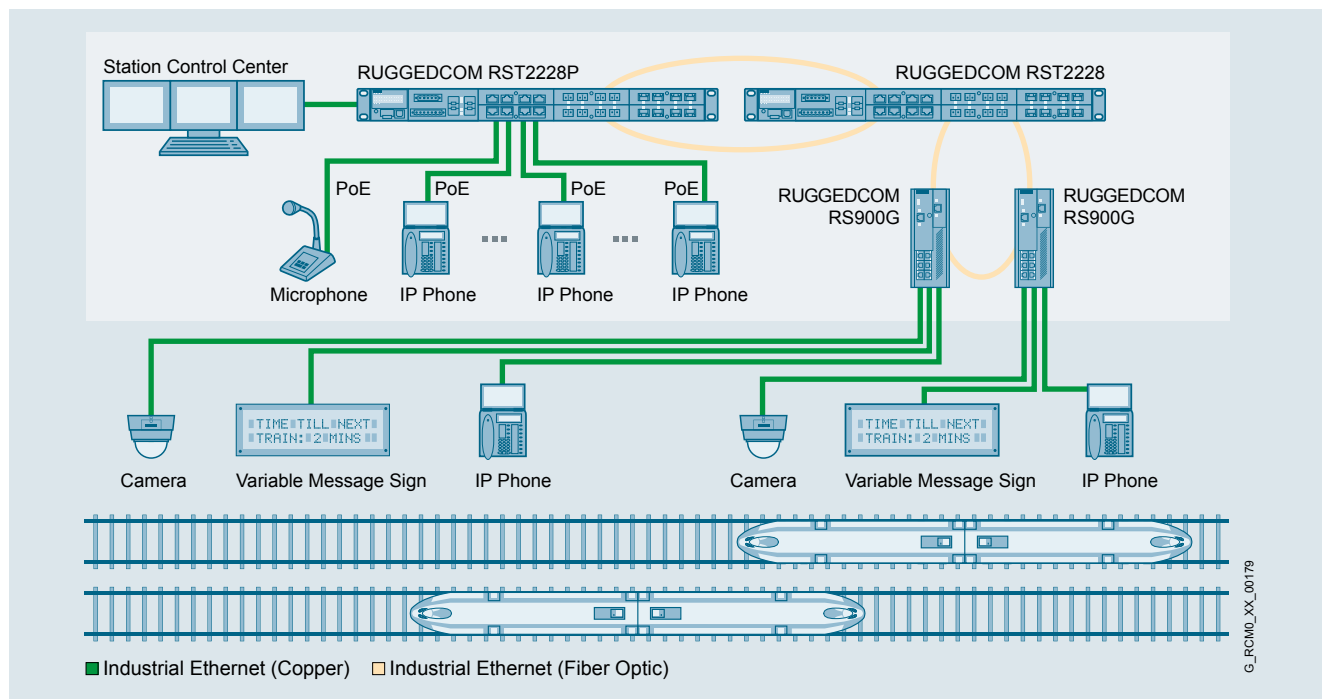 Station Control Center
RUGGEDCOM RST2228P
RUGGEDCOM RST2228
PoE
PoE
PoE
PoE
RUGGEDCOM
RS900G
RUGGEDCOM
RS900G
Microphone
IP Phone
IP Phone
IP Phone
TIME TILL NEXT
TRAIN: 2 MINS
TIME TILL NEXT
TRAIN: 2 MINS
Camera
Variable Message Sign
IP Phone
Camera
Variable Message Sign
IP Phone
Industrial Ethernet (Copper)
Industrial Ethernet (Fiber Optic)
G_RCM0_XX_00179